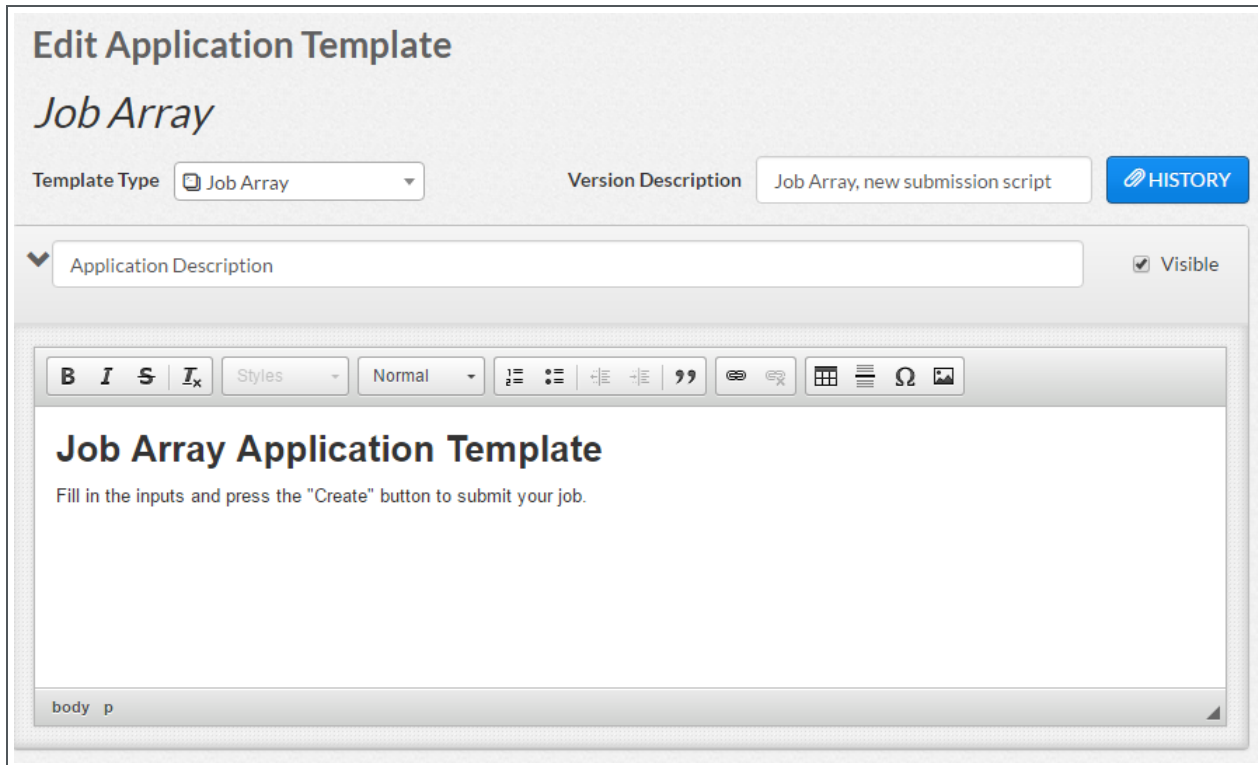 Edit Application Template
Job Array
Template Type Job Array Version Description Job Array, new submission script HISTORY
Application Description Visible
B I S Ix Styles Normal Ω
Job Array Application Template
Fill in the inputs and press the "Create" button to submit your job.
body p